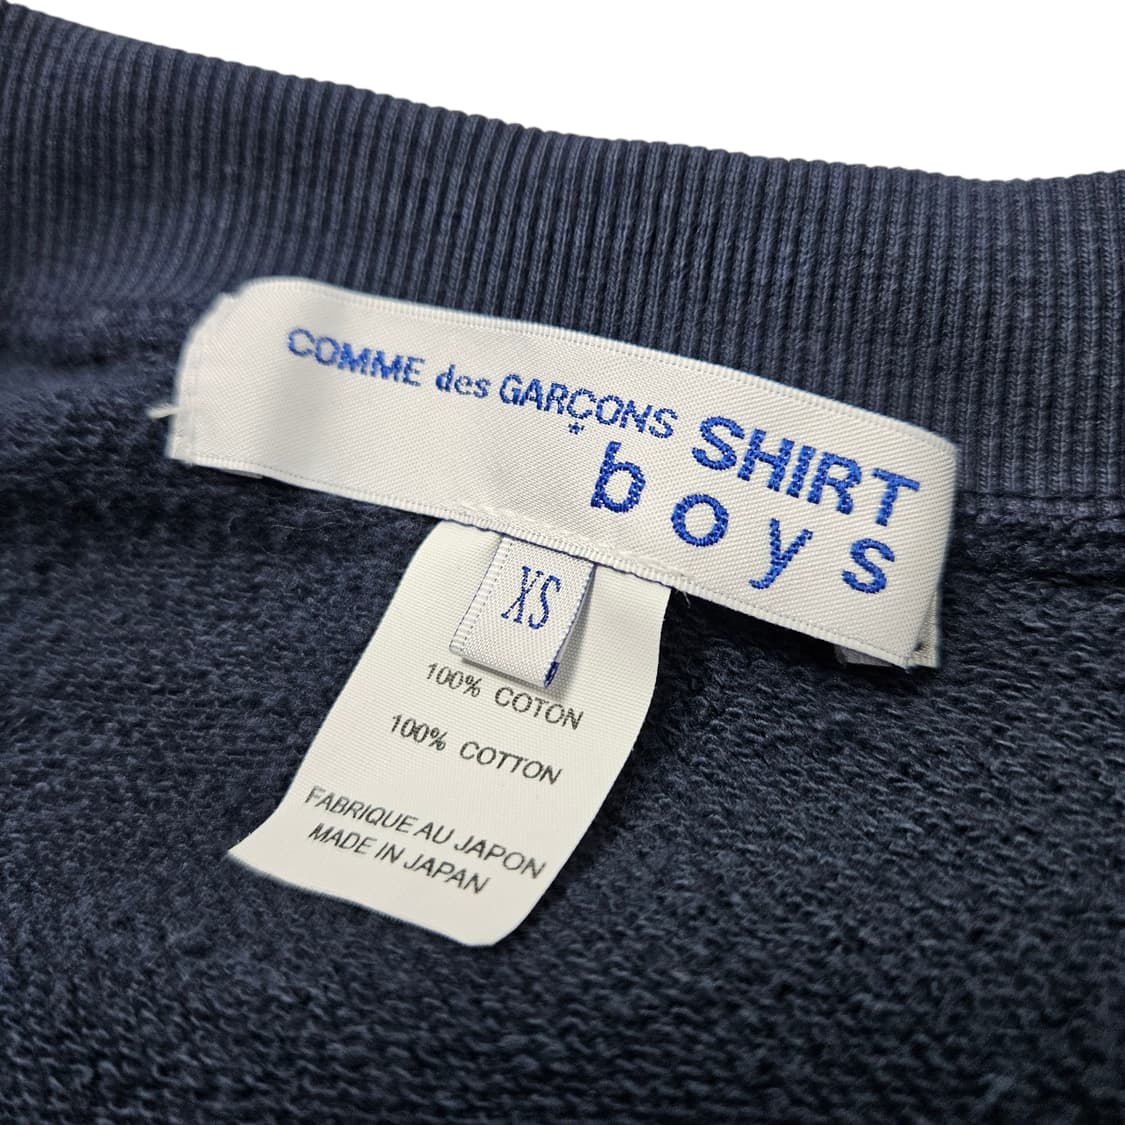 COMME des GARÇONS SHIRT
boys
XS
100% COTON
100% COTTON
FABRIQUE AU JAPON
MADE IN JAPAN